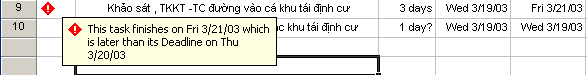 9 Khảo sát , TKKT -TC đường vào cá khu tái định cư 3 days Wed 3/19/03 Fri 3/21/03
10 các khu tái định cư 1 day? Wed 3/19/03 Wed 3/19/03
This task finishes on Fri 3/21/03 which
is later than its Deadline on Thu
3/20/03